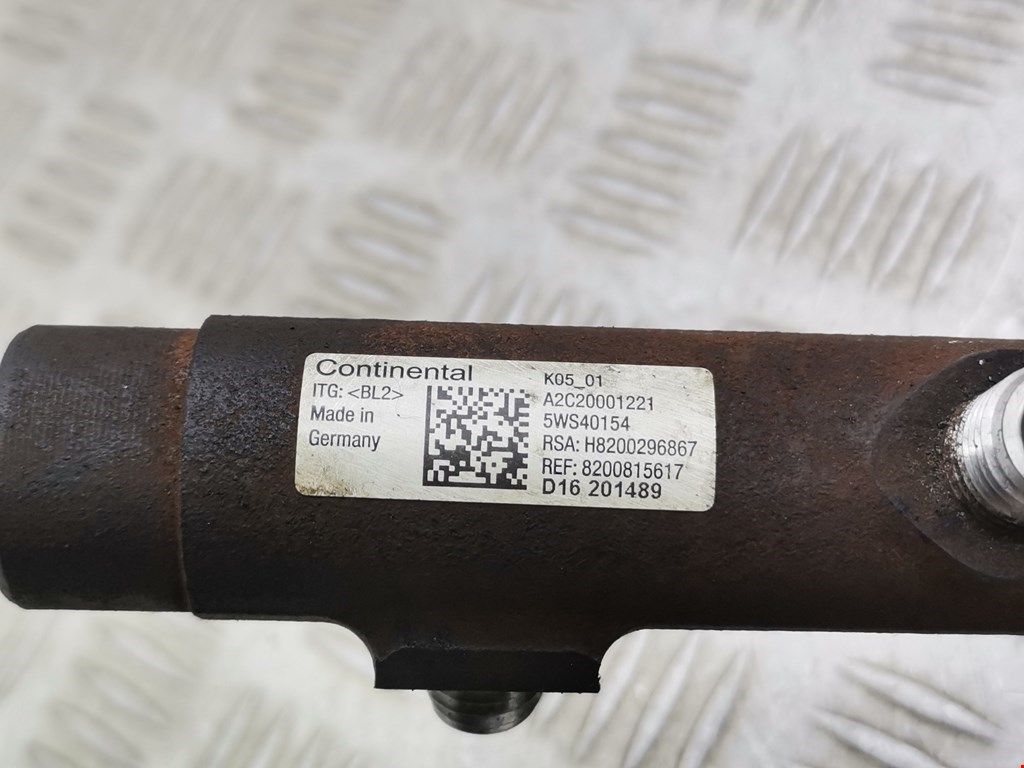 Continental
ITG: <BL2>
Made in
Germany
K05_01
A2C20001221
5WS40154
RSA: H8200296867
REF: 8200815617
D16 201489